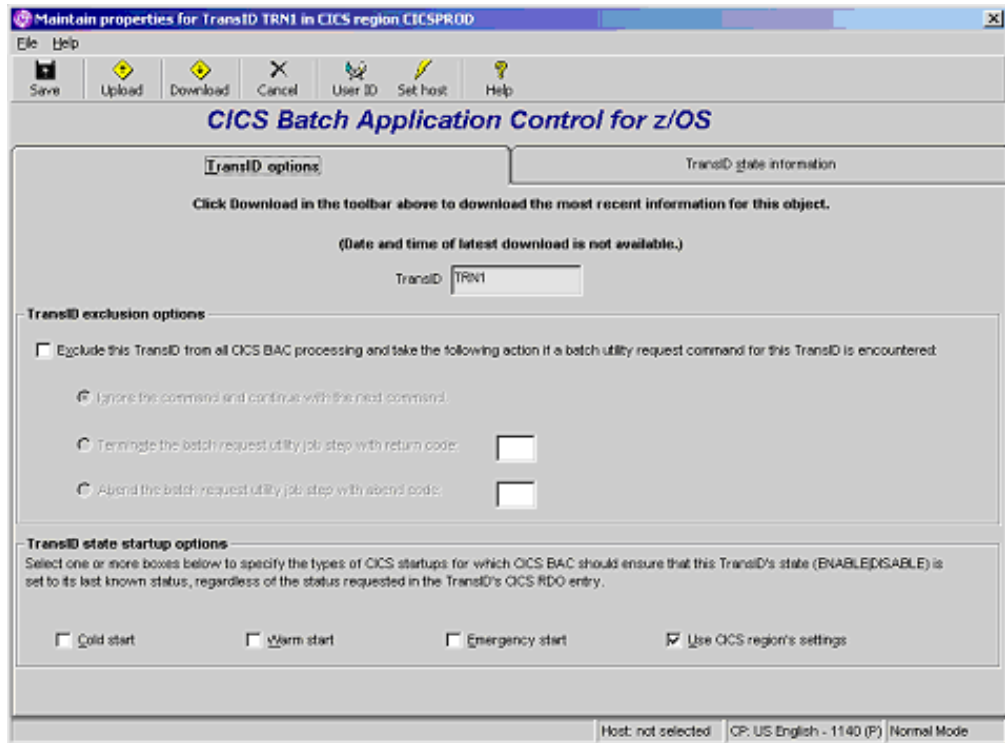 Maintain properties for TransID TRN1 in CICS region CICSPROD
File Help
Save Upload Download Cancel User ID Set host Help
CICS Batch Application Control for z/OS
TransID options TransID state information
Click Download in the toolbar above to download the most recent information for this object.
(Date and time of latest download is not available.)
TransID TRN1
TransID exclusion options
Exclude this TransID from all CICS BAC processing and take the following action if a batch utility request command for this TransID is encountered:
Ignore the command and continue with the next command.
Terminate the batch request utility job step with return code:
Abend the batch request utility job step with abend code:
TransID state startup options
Select one or more boxes below to specify the types of CICS startups for which CICS BAC should ensure that this TransID's state (ENABLE|DISABLE) is
set to its last known status, regardless of the status requested in the TransID's CICS RDO entry.
Cold start Warm start Emergency start Use CICS region's settings
Host: not selected CP: US English - 1140 (P) Normal Mode